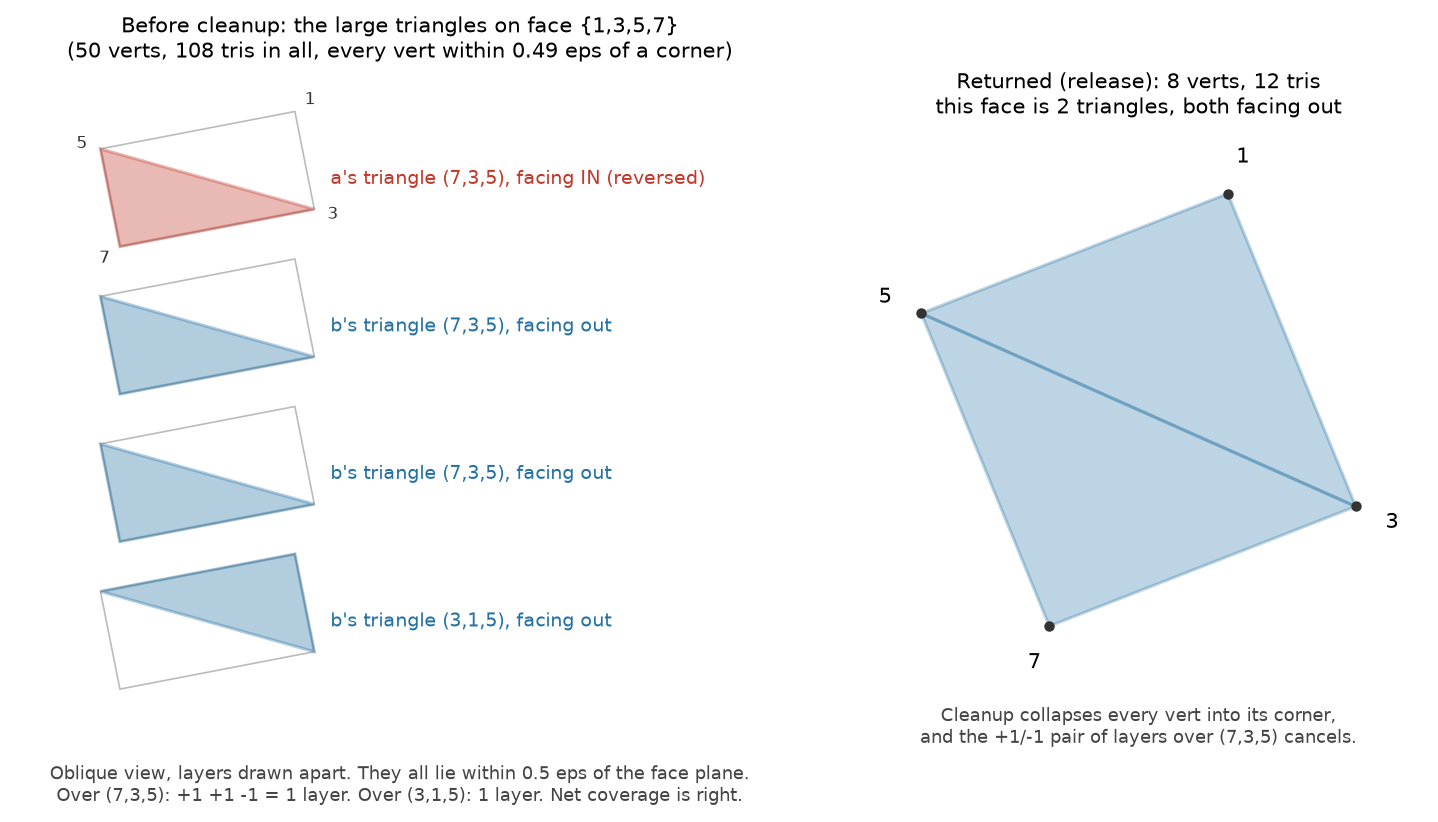 Before cleanup: the large triangles on face {1,3,5,7}
(50 verts, 108 tris in all, every vert within 0.49 eps of a corner)
1
5
a's triangle (7,3,5), facing IN (reversed)
3
7
b's triangle (7,3,5), facing out
b's triangle (7,3,5), facing out
b's triangle (3,1,5), facing out
Oblique view, layers drawn apart. They all lie within 0.5 eps of the face plane.
Over (7,3,5): +1 +1 -1 = 1 layer. Over (3,1,5): 1 layer. Net coverage is right.
Returned (release): 8 verts, 12 tris
this face is 2 triangles, both facing out
1
5
3
7
Cleanup collapses every vert into its corner,
and the +1/-1 pair of layers over (7,3,5) cancels.